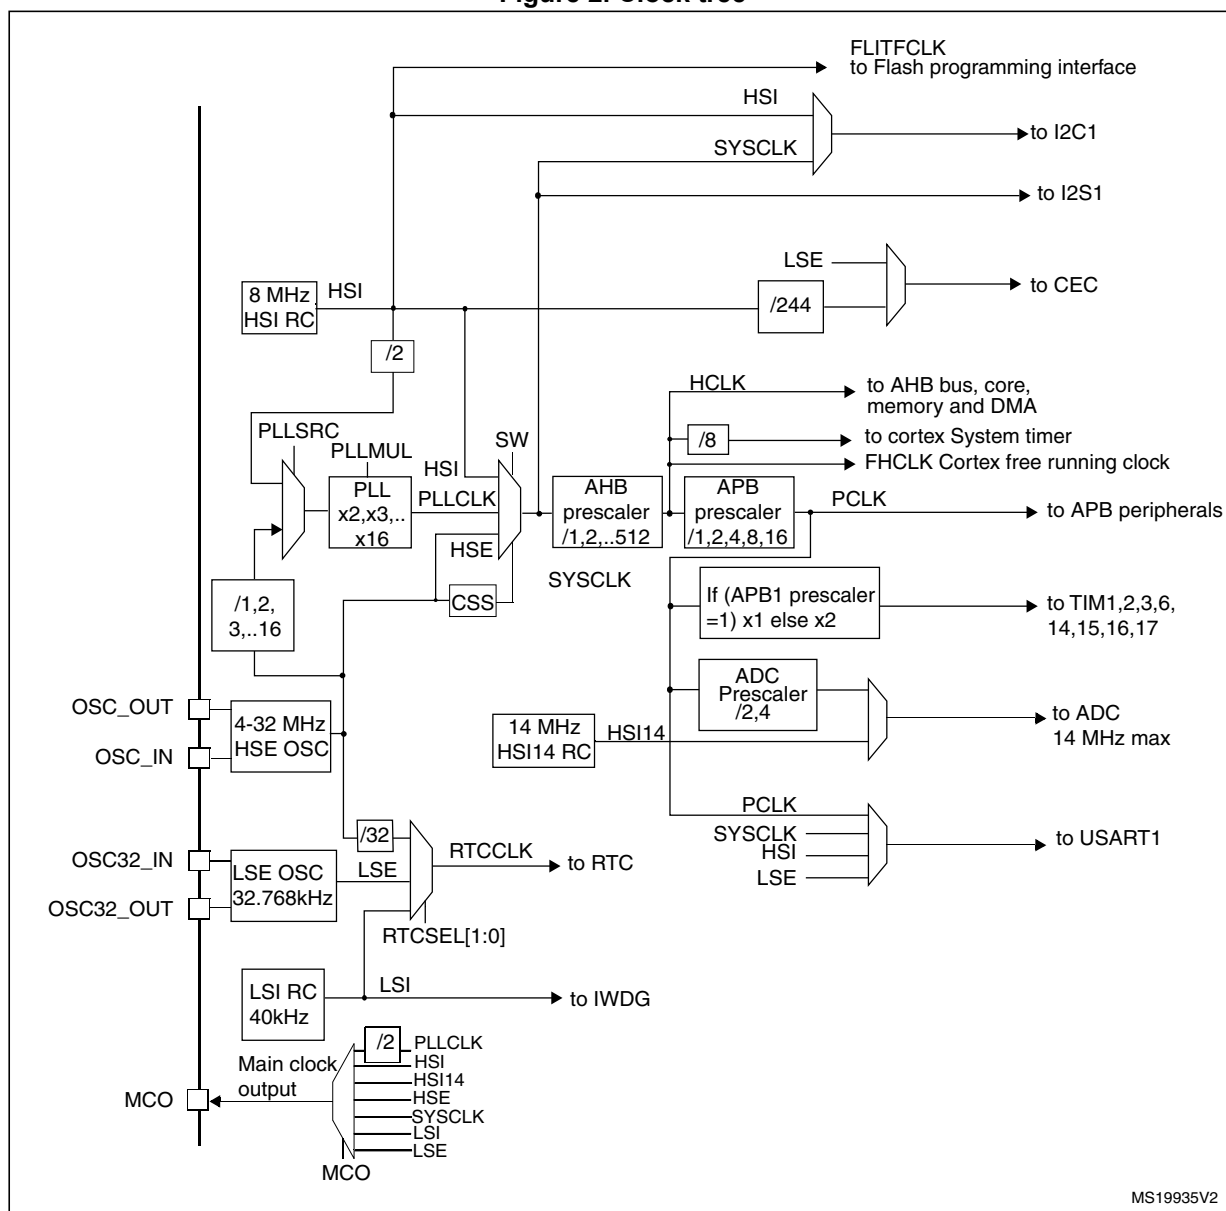 Figure 2. Clock tree
FLITFCLK
to Flash programming interface
HSI
to I2C1
SYSCLK
to I2S1
LSE
to CEC
8 MHz
HSI RC
HSI
/244
/2
HCLK
to AHB bus, core,
memory and DMA
PLLSRC
SW
/8
to cortex System timer
PLLMUL
HSI
FHCLK Cortex free running clock
PLL
x2,x3,..
x16
PLLCLK
AHB
prescaler
/1,2,..512
APB
prescaler
/1,2,4,8,16
PCLK
to APB peripherals
HSE
SYSCLK
CSS
/1,2,
3,..16
If (APB1 prescaler
=1) x1 else x2
to TIM1,2,3,6,
14,15,16,17
ADC
Prescaler
/2,4
OSC_OUT
4-32 MHz
HSE OSC
OSC_IN
14 MHz
HSI14 RC
HSI14
to ADC
14 MHz max
PCLK
SYSCLK
HSI
LSE
to USART1
/32
OSC32_IN
RTCCLK
to RTC
LSE OSC
32.768kHz
LSE
OSC32_OUT
RTCSEL[1:0]
LSI RC
40kHz
LSI
to IWDG
/2
PLLCLK
Main clock
output
HSI
HSI14
MCO
HSE
SYSCLK
LSI
LSE
MCO
MS19935V2